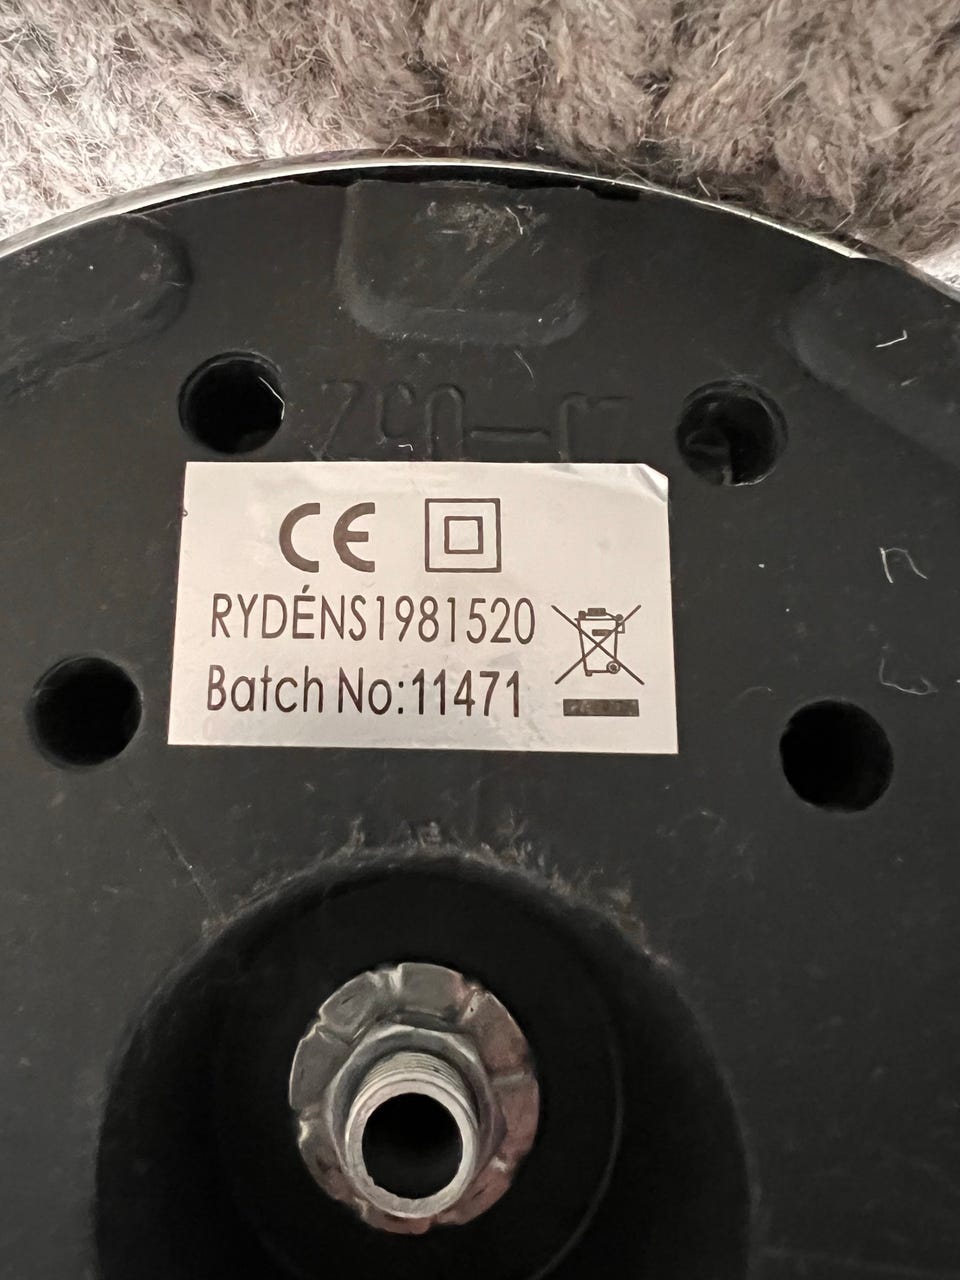 CE
RYDÉNS1981520
Batch No:11471